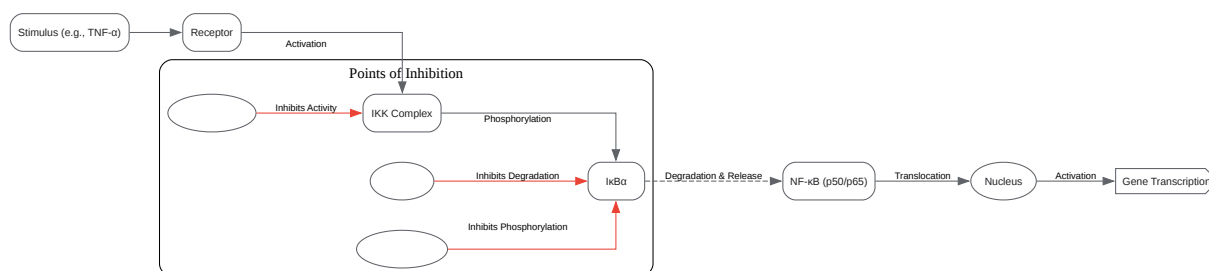 Stimulus (e.g., TNF-α)
Receptor
Activation
Points of Inhibition
Inhibits Activity
IKK Complex
Phosphorylation
Inhibits Degradation
IκBα
Degradation & Release
NF-κB (p50/p65)
Translocation
Nucleus
Activation
Gene Transcription
Inhibits Phosphorylation